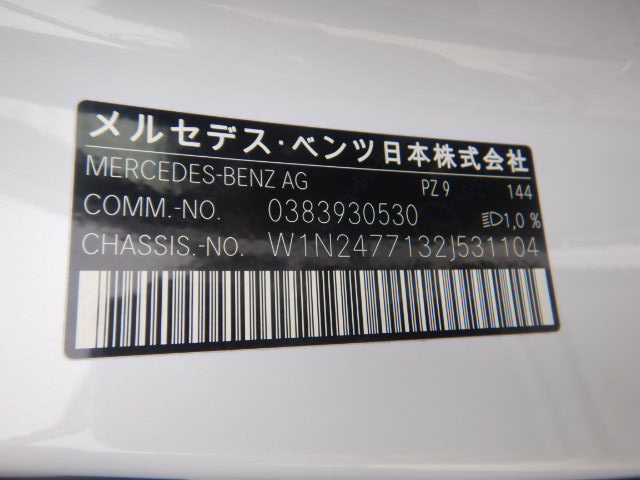 メルセデス・ベンツ日本株式会社
MERCEDES-BENZ AG PZ 9 144
COMM.-NO. 0383930530 1,0 %
CHASSIS.-NO. W1N2477132J531104